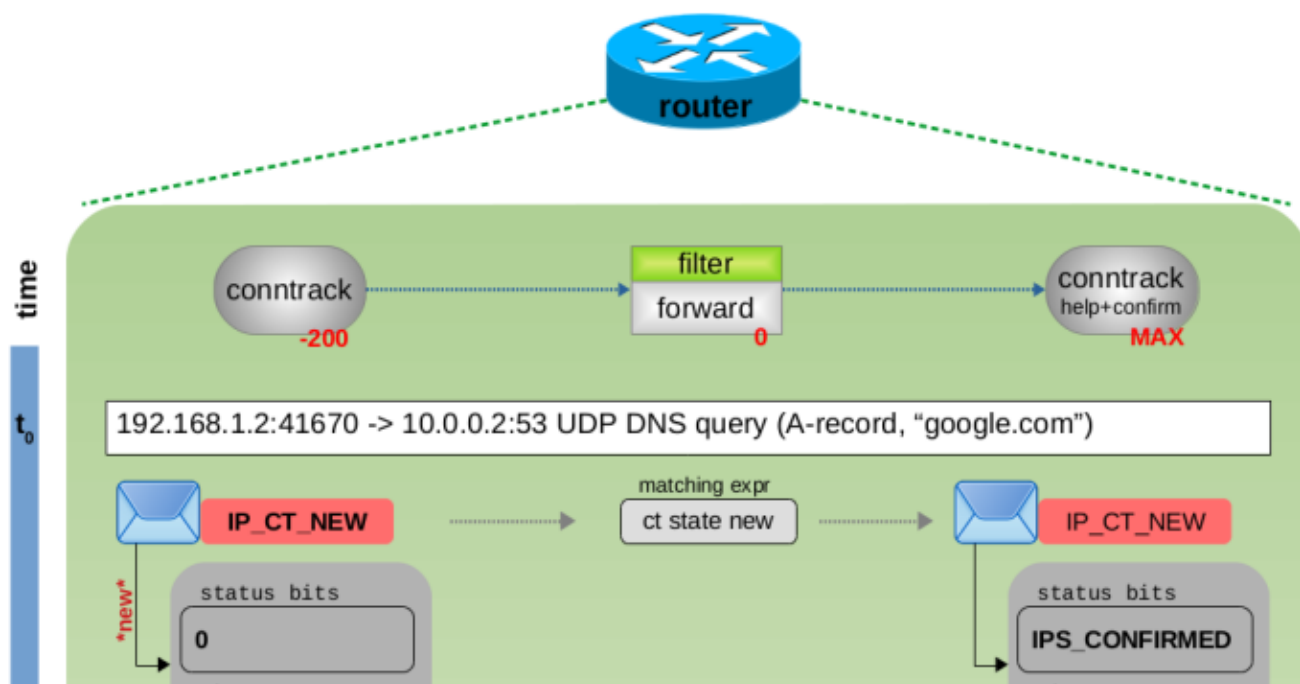 router
time
conntrack
-200
filter
forward
0
conntrack
help+confirm
MAX
t0
192.168.1.2:41670 -> 10.0.0.2:53 UDP DNS query (A-record, “google.com”)
IP_CT_NEW
matching expr
ct state new
IP_CT_NEW
*new*
status bits
0
status bits
IPS_CONFIRMED